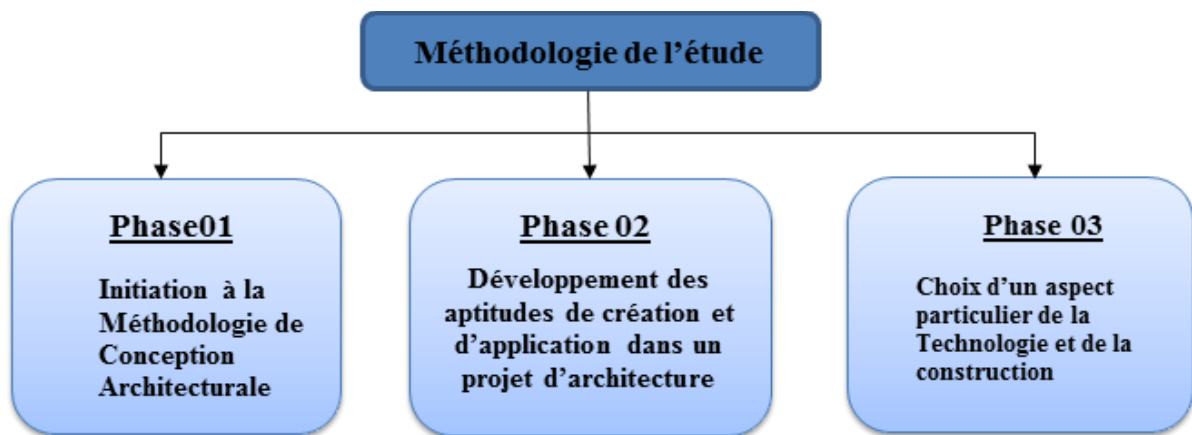 Méthodologie de l’étude
Phase01
Initiation à la
Méthodologie de
Conception
Architecturale
Phase 02
Développement des
aptitudes de création et
d’application dans un
projet d’architecture
Phase 03
Choix d’un aspect
particulier de la
Technologie et de la
construction